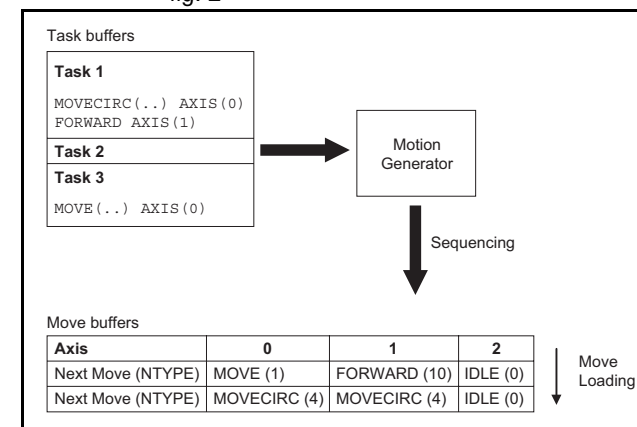 fig. 2
Task buffers
Task 1
MOVECIRC(..) AXIS(0)
FORWARD AXIS(1)
Task 2
Task 3
MOVE(..) AXIS(0)
Motion
Generator
Sequencing
Move buffers
Axis 0 1 2
Next Move (NTYPE) MOVE (1) FORWARD (10) IDLE (0)
Next Move (NTYPE) MOVECIRC (4) MOVECIRC (4) IDLE (0)
Move
Loading